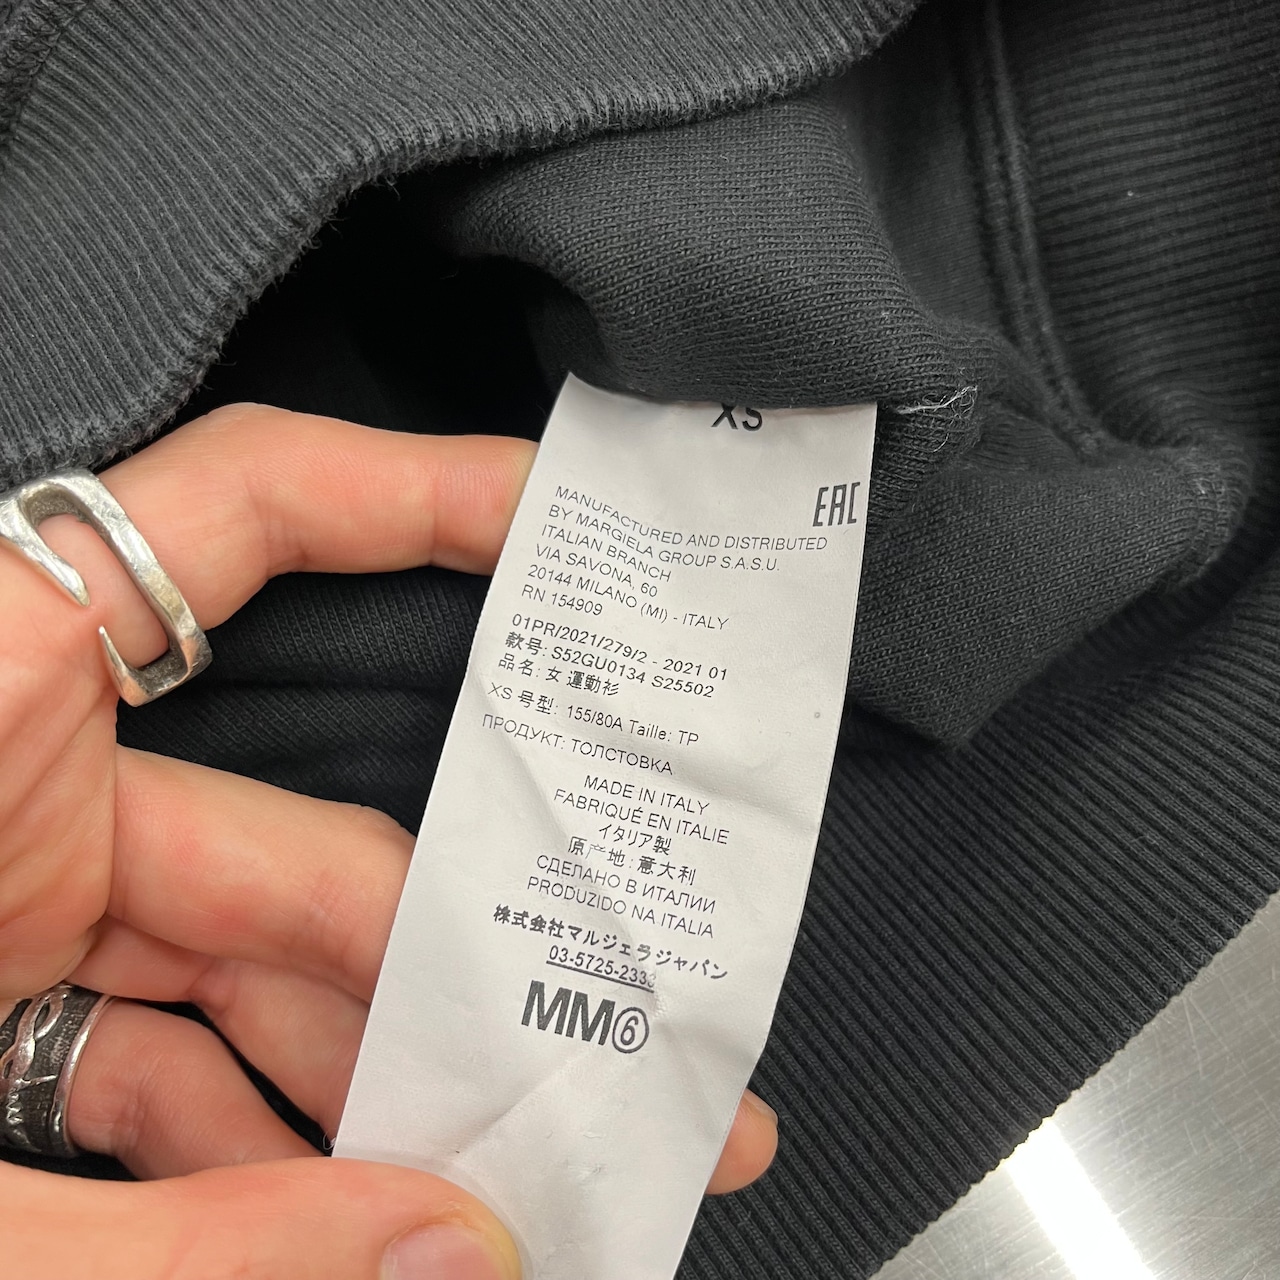 XS
EAC
MANUFACTURED AND DISTRIBUTED
BY MARGIELA GROUP S.A.S.U.
ITALIAN BRANCH
VIA SAVONA, 60
20144 MILANO (MI) - ITALY
RN 154909
01PR/2021/279/2 - 2021 01
款号: S52GU0134 S25502
品名: 女 運動衫
XS 号型: 155/80A Taille: TP
ПРОДУКТ: ТОЛСТОВКА
MADE IN ITALY
FABRIQUÉ EN ITALIE
イタリア製
原产地: 意大利
СДЕЛАНО В ИТАЛИИ
PRODUZIDO NA ITALIA
株式会社マルジェラジャパン
03-5725-2333
MM⑥